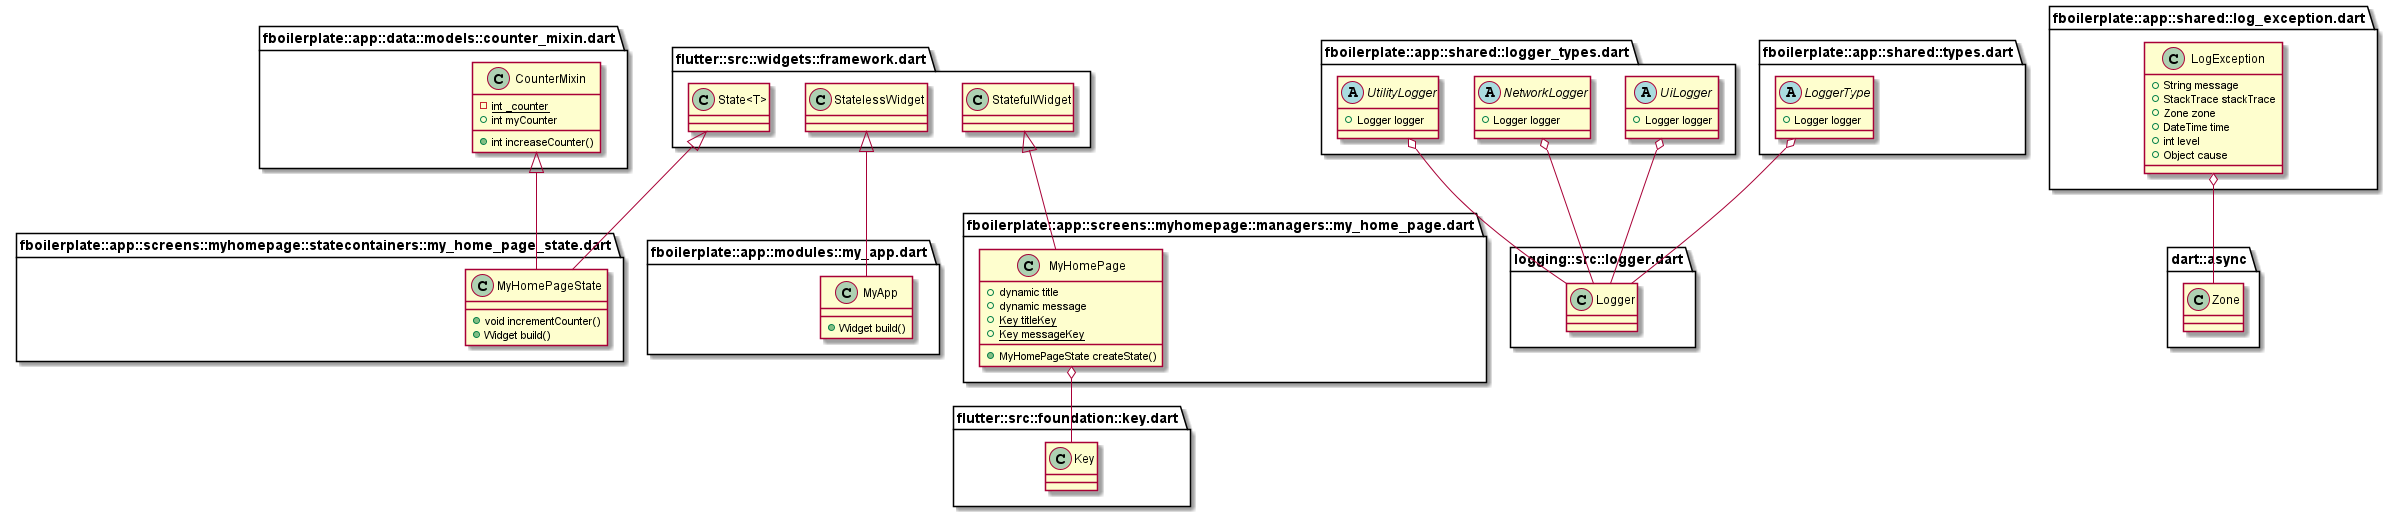 fboilerplate::app::data::models::counter_mixin.dart
C CounterMixin
int _counter
int myCounter
int increaseCounter()
flutter::src::widgets::framework.dart
C State<T>
C StatelessWidget
C StatefulWidget
fboilerplate::app::shared::logger_types.dart
A UtilityLogger
Logger logger
A NetworkLogger
Logger logger
A UiLogger
Logger logger
fboilerplate::app::shared::types.dart
A LoggerType
Logger logger
fboilerplate::app::shared::log_exception.dart
C LogException
String message
StackTrace stackTrace
Zone zone
DateTime time
int level
Object cause
fboilerplate::app::screens::myhomepage::statecontainers::my_home_page_state.dart
C MyHomePageState
void incrementCounter()
Widget build()
fboilerplate::app::modules::my_app.dart
C MyApp
Widget build()
fboilerplate::app::screens::myhomepage::managers::my_home_page.dart
C MyHomePage
dynamic title
dynamic message
Key titleKey
Key messageKey
MyHomePageState createState()
logging::src::logger.dart
C Logger
dart::async
C Zone
flutter::src::foundation::key.dart
C Key